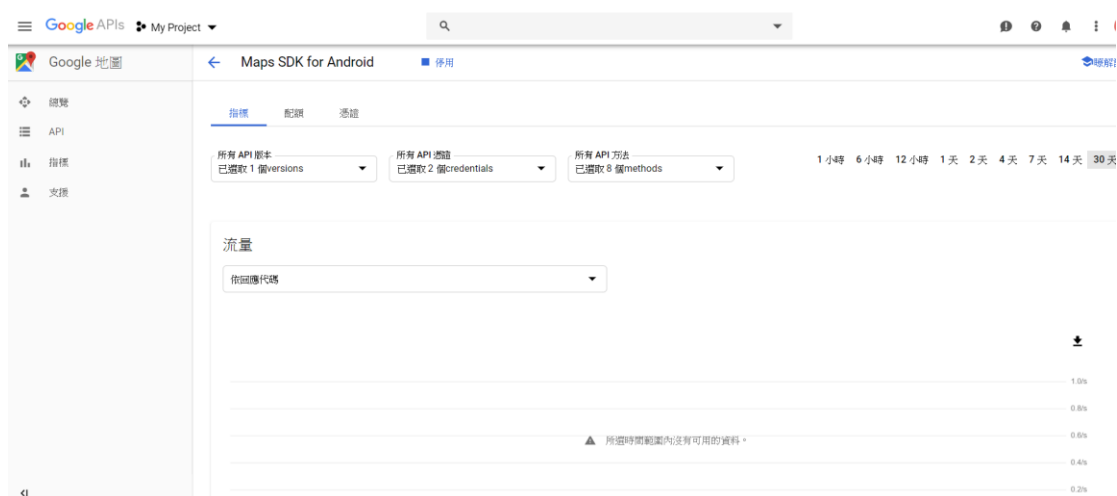 Google APIs My Project
Google 地圖
Maps SDK for Android
停用
總覽
API
指標
支援
指標 配額 憑證
所有 API 版本
已選取 1 個versions
所有 API 憑證
已選取 2 個credentials
所有 API 方法
已選取 8 個methods
1 小時 6 小時 12 小時 1 天 2 天 4 天 7 天 14 天 30 天
流量
依回應代碼
1.0/s
0.8/s
所選時間範圍內沒有可用的資料。
0.6/s
0.4/s
0.2/s